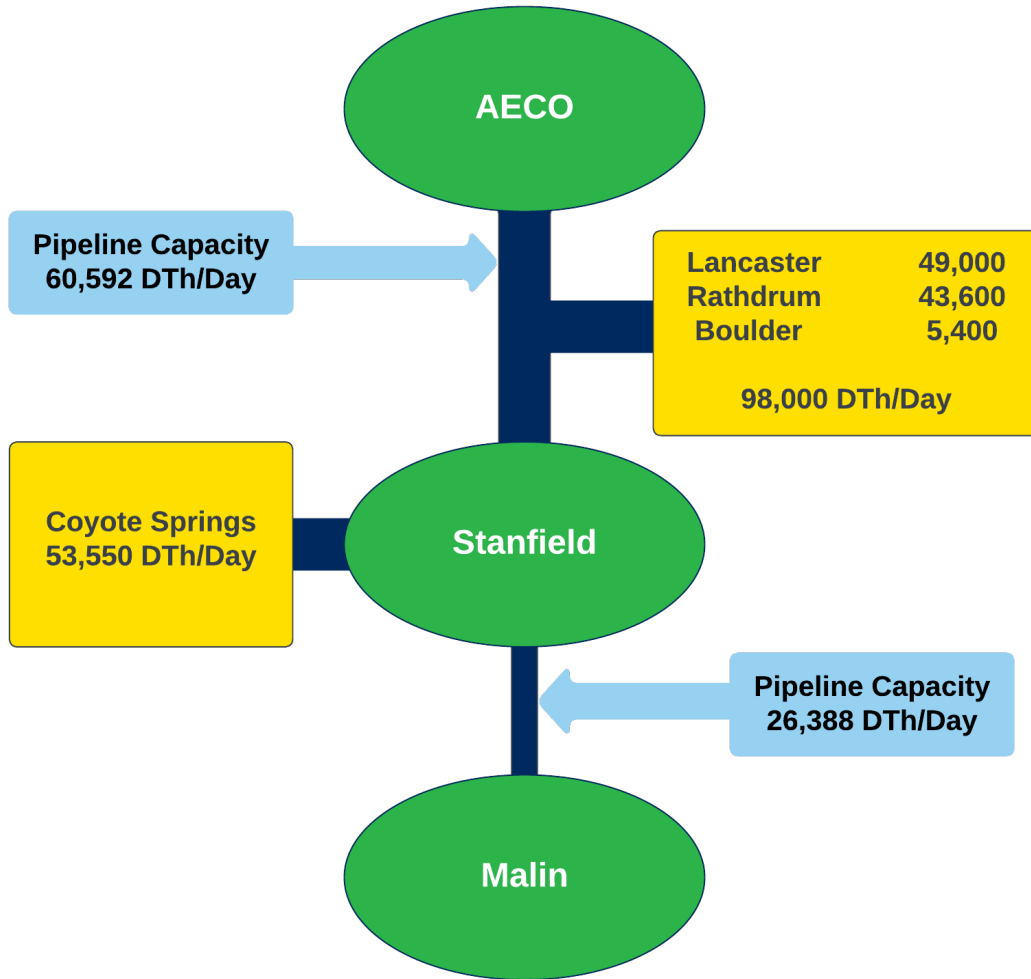 AECO
Pipeline Capacity
60,592 DTh/Day
Lancaster 49,000
Rathdrum 43,600
Boulder 5,400
98,000 DTh/Day
Coyote Springs
53,550 DTh/Day
Stanfield
Pipeline Capacity
26,388 DTh/Day
Malin